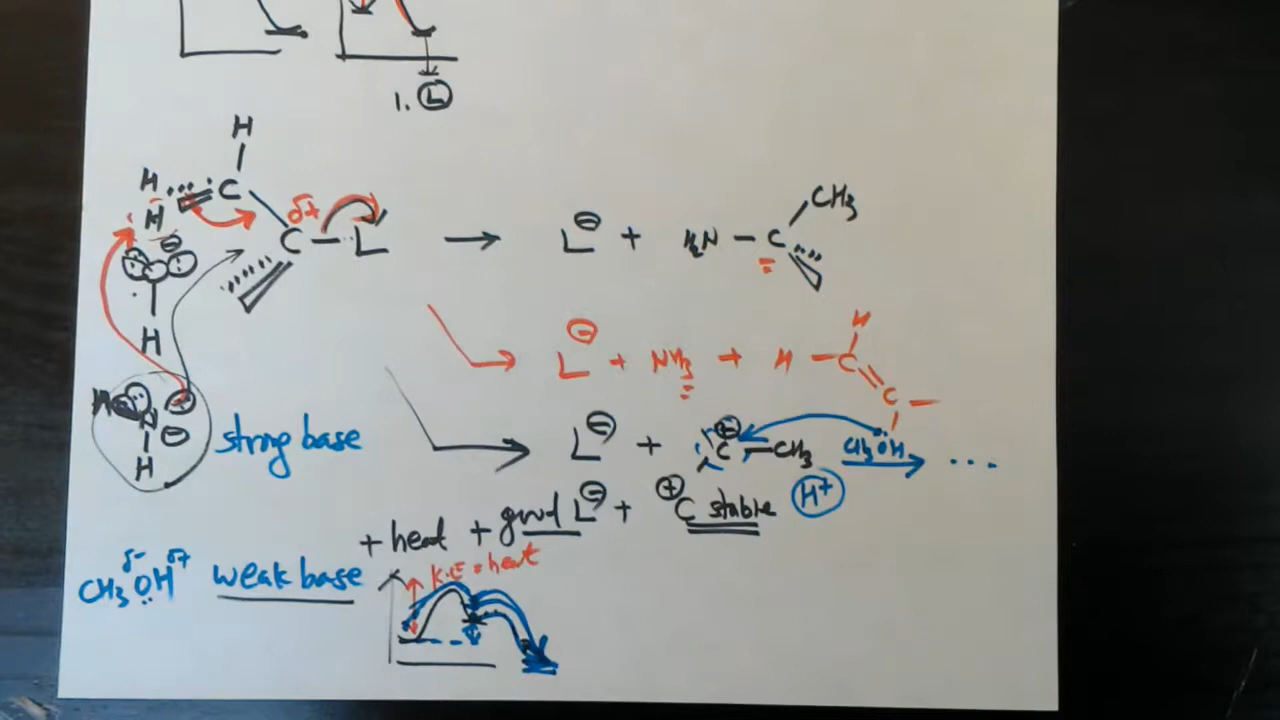 1. L
H
H C
H δ+
⊖ C - L → L⊖ + H₂N - C CH₃
H
L⊖ + NH₃ + H - C = C - H
H N ⊖ H strong base
L⊖ + ⊕C - CH₃ CH₃OH → ...
+ heat + good L⊖ + ⊕C stable H+
K.E = heat
δ- δ+
CH₃OH weak base